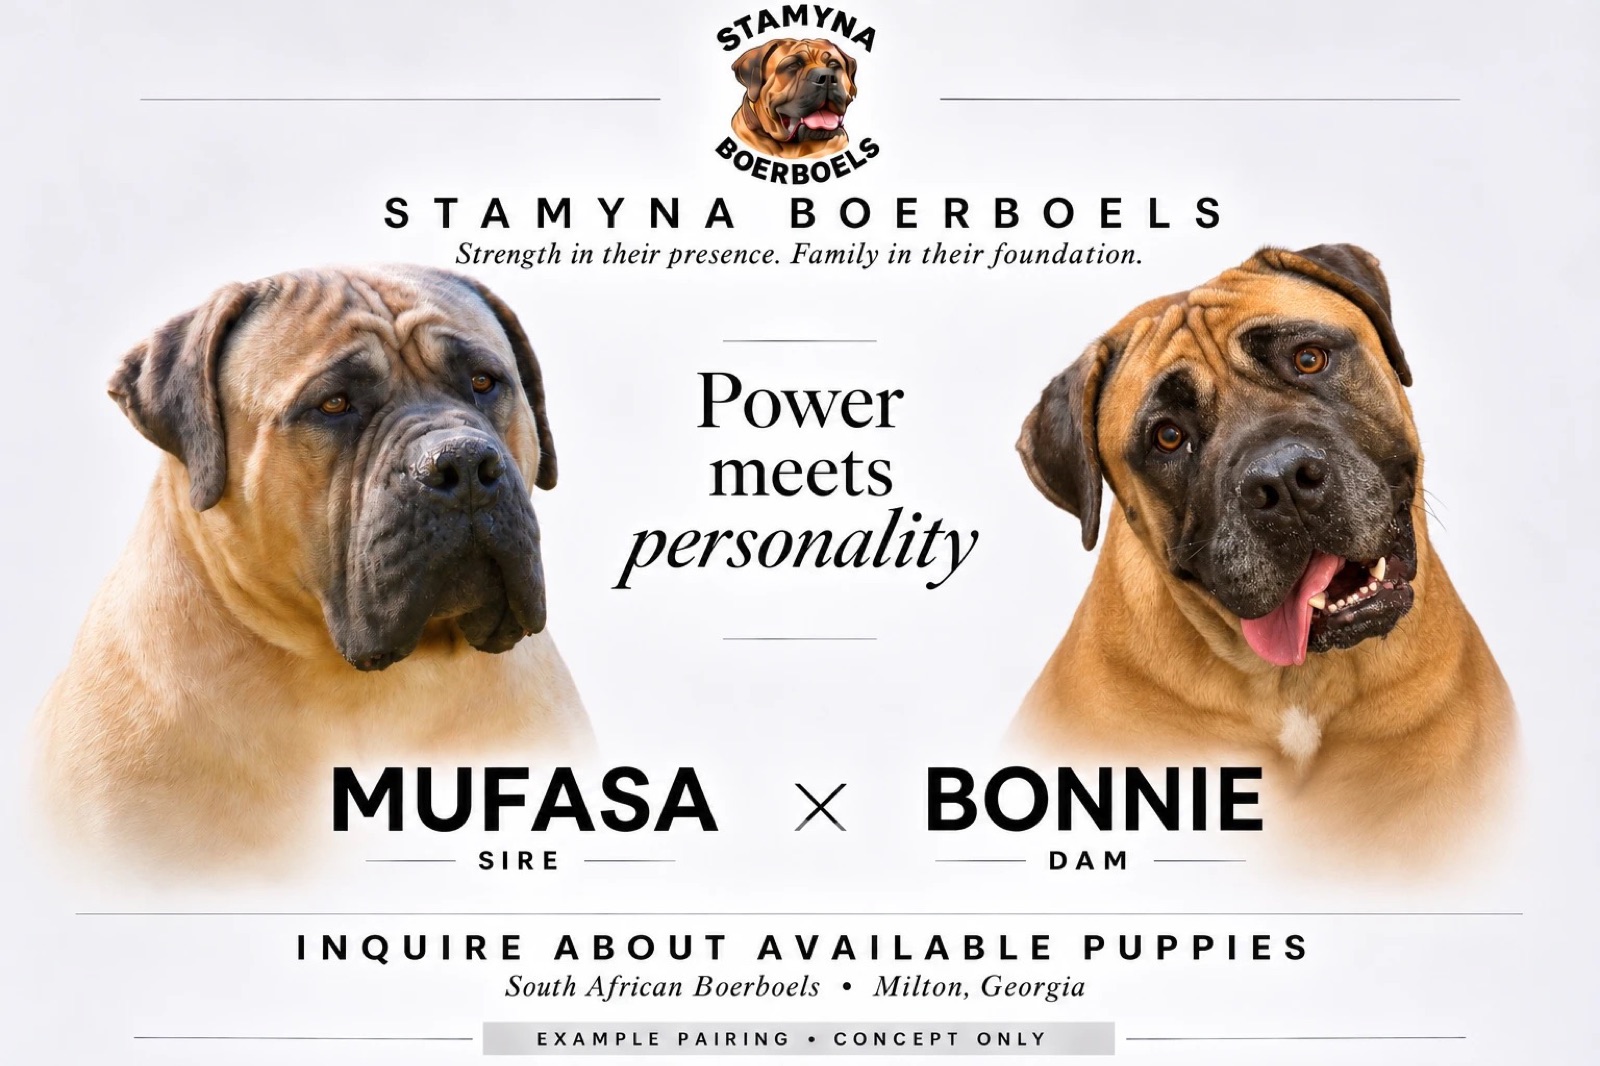 STAMYNA
BOERBOELS
STAMYNA BOERBOELS
Strength in their presence. Family in their foundation.
Power
meets
personality
MUFASA × BONNIE
SIRE DAM
INQUIRE ABOUT AVAILABLE PUPPIES
South African Boerboels • Milton, Georgia
EXAMPLE PAIRING • CONCEPT ONLY